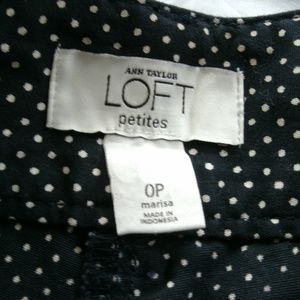 ANN TAYLOR
LOFT
petites
0P
marisa
MADE IN
INDONESIA